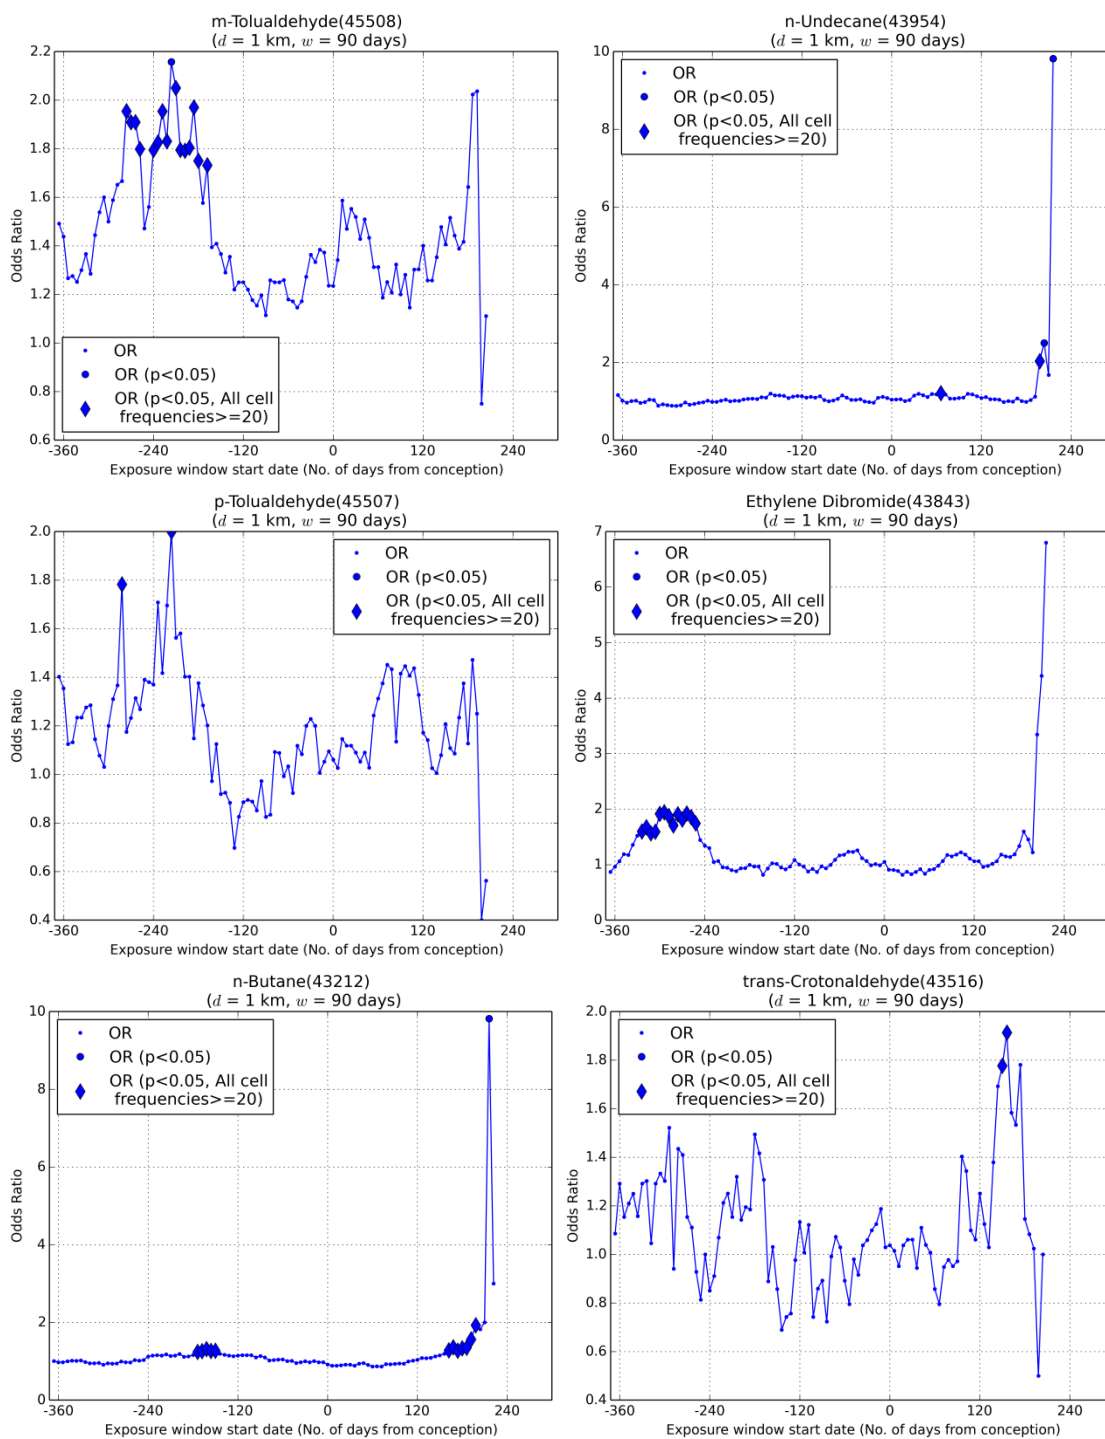 m-Tolualdehyde(45508)
(d = 1 km, w = 90 days)
2.2
2.0
1.8
1.6
1.4
1.2
1.0
0.8
0.6
Odds Ratio
OR
OR (p<0.05)
OR (p<0.05, All cell
frequencies>=20)
-360 -240 -120 0 120 240
Exposure window start date (No. of days from conception)
n-Undecane(43954)
(d = 1 km, w = 90 days)
10
8
6
4
2
0
Odds Ratio
OR
OR (p<0.05)
OR (p<0.05, All cell
frequencies>=20)
-360 -240 -120 0 120 240
Exposure window start date (No. of days from conception)
p-Tolualdehyde(45507)
(d = 1 km, w = 90 days)
2.0
1.8
1.6
1.4
1.2
1.0
0.8
0.6
0.4
Odds Ratio
OR
OR (p<0.05)
OR (p<0.05, All cell
frequencies>=20)
-360 -240 -120 0 120 240
Exposure window start date (No. of days from conception)
Ethylene Dibromide(43843)
(d = 1 km, w = 90 days)
7
6
5
4
3
2
1
0
Odds Ratio
OR
OR (p<0.05)
OR (p<0.05, All cell
frequencies>=20)
-360 -240 -120 0 120 240
Exposure window start date (No. of days from conception)
n-Butane(43212)
(d = 1 km, w = 90 days)
10
8
6
4
2
0
Odds Ratio
OR
OR (p<0.05)
OR (p<0.05, All cell
frequencies>=20)
-360 -240 -120 0 120 240
Exposure window start date (No. of days from conception)
trans-Crotonaldehyde(43516)
(d = 1 km, w = 90 days)
2.0
1.8
1.6
1.4
1.2
1.0
0.8
0.6
0.4
Odds Ratio
OR
OR (p<0.05)
OR (p<0.05, All cell
frequencies>=20)
-360 -240 -120 0 120 240
Exposure window start date (No. of days from conception)